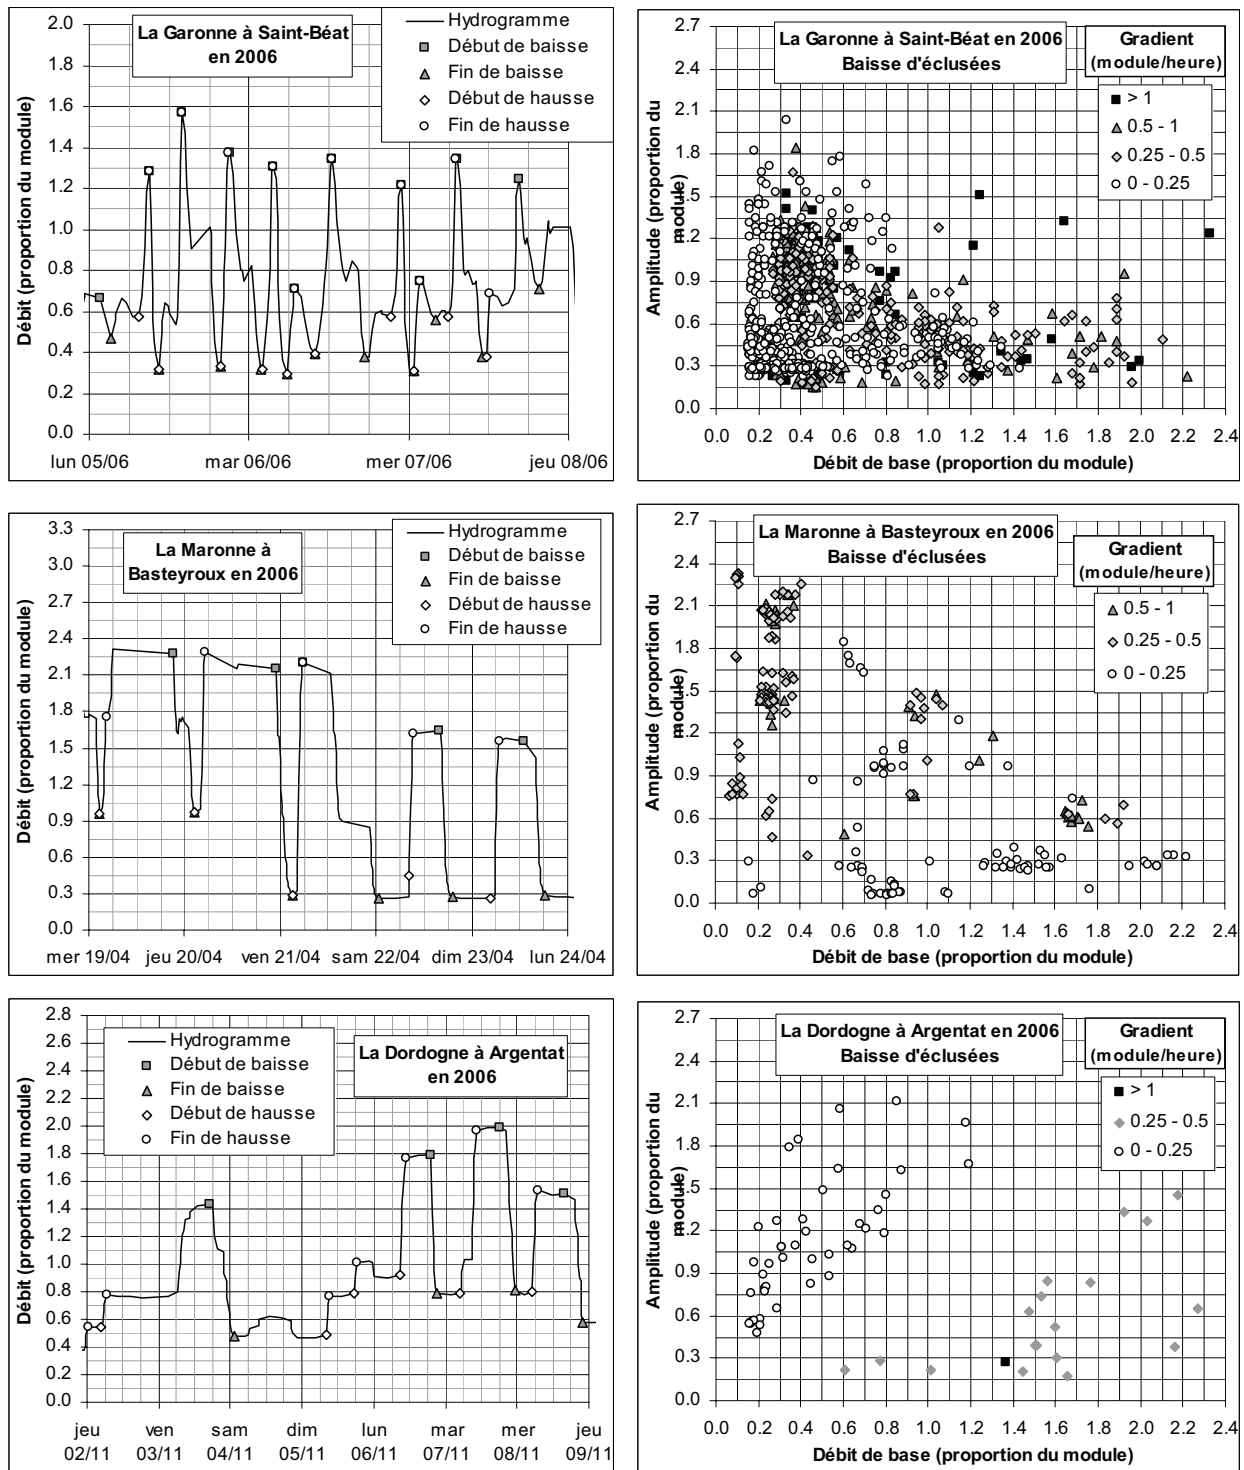 La Garonne à Saint-Béat
en 2006
Hydrogramme
Début de baisse
Fin de baisse
Début de hausse
Fin de hausse
Débit (proportion du module)
2.0
1.8
1.6
1.4
1.2
1.0
0.8
0.6
0.4
0.2
0.0
lun 05/06 mar 06/06 mer 07/06 jeu 08/06
La Garonne à Saint-Béat en 2006
Baisse d'éclusées
Gradient
(module/heure)
> 1
0.5 - 1
0.25 - 0.5
0 - 0.25
Amplitude (proportion du
module)
2.7
2.4
2.1
1.8
1.5
1.2
0.9
0.6
0.3
0.0
0.0 0.2 0.4 0.6 0.8 1.0 1.2 1.4 1.6 1.8 2.0 2.2 2.4
Débit de base (proportion du module)
La Maronne à
Basteyroux en 2006
Hydrogramme
Début de baisse
Fin de baisse
Début de hausse
Fin de hausse
Débit (proportion du module)
3.3
3.0
2.7
2.4
2.1
1.8
1.5
1.2
0.9
0.6
0.3
0.0
mer 19/04 jeu 20/04 ven 21/04 sam 22/04 dim 23/04 lun 24/04
La Maronne à Basteyroux en 2006
Baisse d'éclusées
Gradient
(module/heure)
0.5 - 1
0.25 - 0.5
0 - 0.25
Amplitude (proportion du
module)
2.7
2.4
2.1
1.8
1.5
1.2
0.9
0.6
0.3
0.0
0.0 0.2 0.4 0.6 0.8 1.0 1.2 1.4 1.6 1.8 2.0 2.2 2.4
Débit de base (proportion du module)
Hydrogramme
Début de baisse
Fin de baisse
Début de hausse
Fin de hausse
La Dordogne à Argentat
en 2006
Débit (proportion du module)
2.8
2.6
2.4
2.2
2.0
1.8
1.6
1.4
1.2
1.0
0.8
0.6
0.4
0.2
0.0
jeu ven sam dim lun mar mer jeu
02/11 03/11 04/11 05/11 06/11 07/11 08/11 09/11
La Dordogne à Argentat en 2006
Baisse d'éclusées
Gradient
(module/heure)
> 1
0.25 - 0.5
0 - 0.25
Amplitude (proportion du
module)
2.7
2.4
2.1
1.8
1.5
1.2
0.9
0.6
0.3
0.0
0.0 0.2 0.4 0.6 0.8 1.0 1.2 1.4 1.6 1.8 2.0 2.2 2.4
Débit de base (proportion du module)